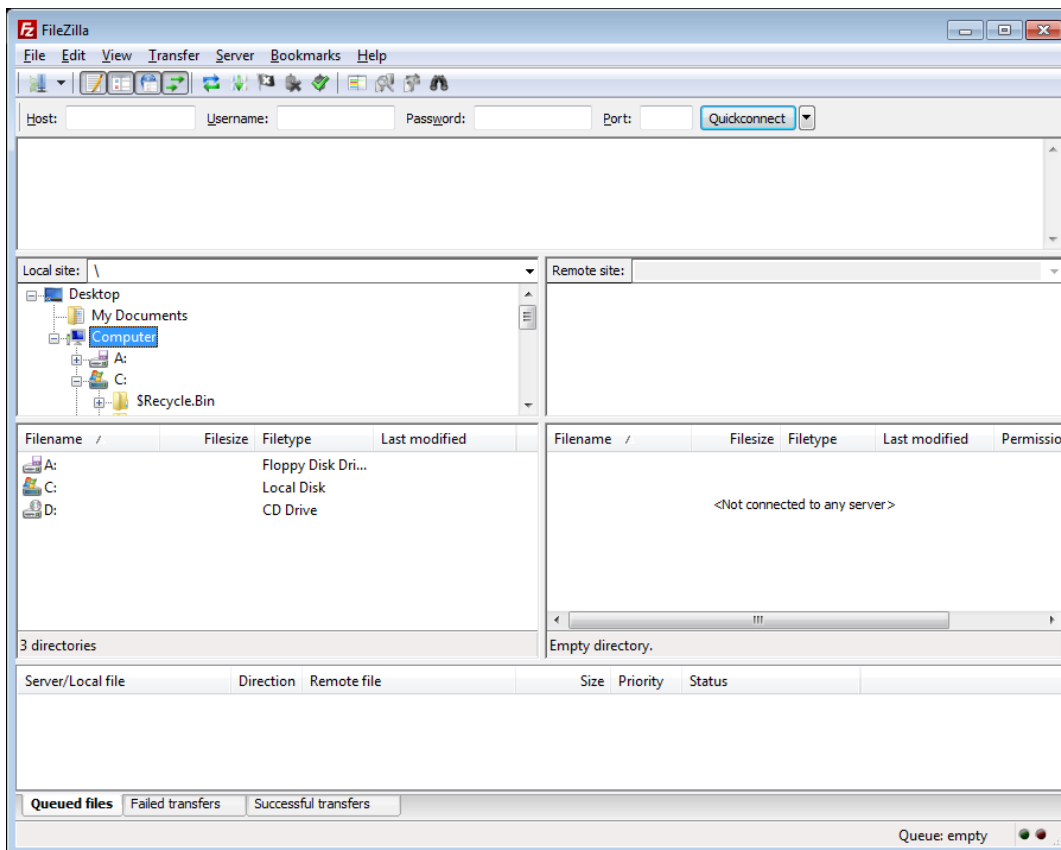 FileZilla
File Edit View Transfer Server Bookmarks Help
Host: Username: Password: Port: Quickconnect
Local site: \
Remote site:
Desktop
My Documents
Computer
A:
C:
$Recycle.Bin
Filename / Filesize Filetype Last modified
A: Floppy Disk Dri...
C: Local Disk
D: CD Drive
3 directories
Filename / Filesize Filetype Last modified Permissio
<Not connected to any server>
Empty directory.
Server/Local file Direction Remote file Size Priority Status
Queued files Failed transfers Successful transfers
Queue: empty